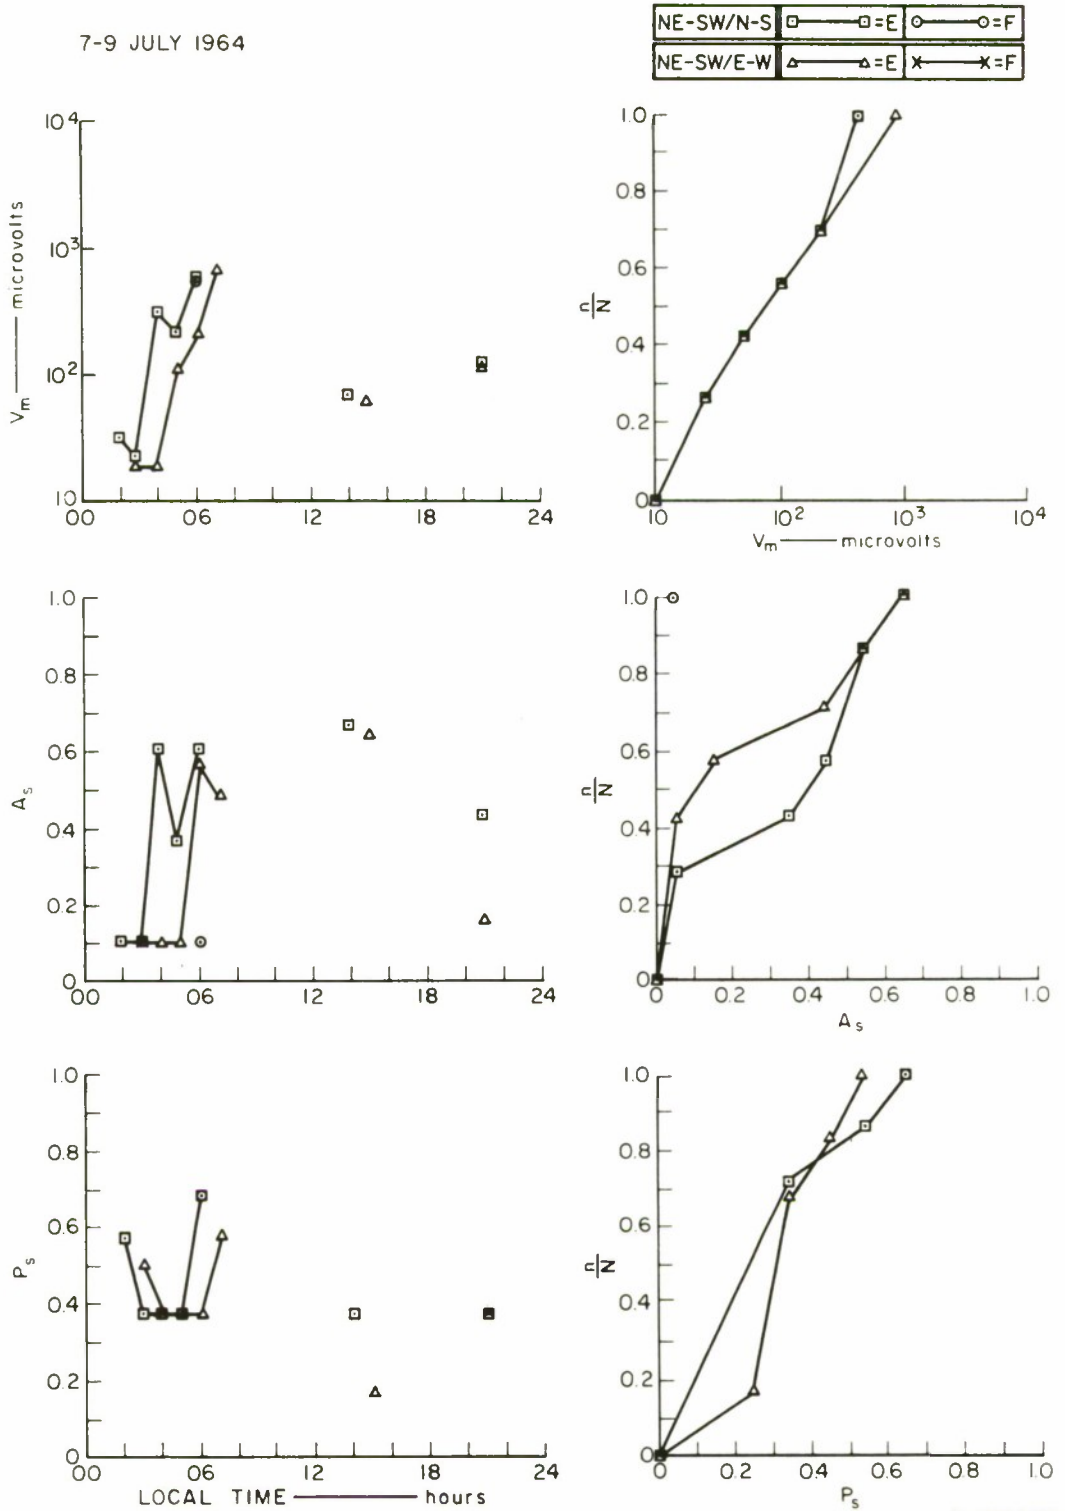 7-9 JULY 1964
NE-SW/N-S =E =F
NE-SW/E-W =E =F
10⁴
10³
10²
10
Vm microvolts
00 06 12 18 24
1.0
0.8
0.6
0.4
0.2
0
n/N
10 10² 10³ 10⁴
Vm microvolts
1.0
0.8
0.6
0.4
0.2
0
As
00 06 12 18 24
1.0
0.8
0.6
0.4
0.2
0
n/N
0 0.2 0.4 0.6 0.8 1.0
As
1.0
0.8
0.6
0.4
0.2
0
Ps
00 06 12 18 24
LOCAL TIME hours
1.0
0.8
0.6
0.4
0.2
0
n/N
0 0.2 0.4 0.6 0.8 1.0
Ps